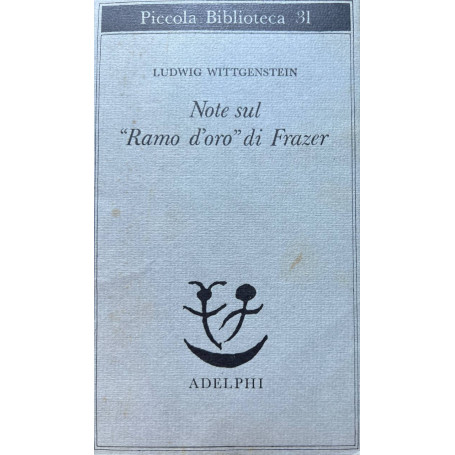 Piccola Biblioteca 31
LUDWIG WITTGENSTEIN
Note sul
“Ramo d’oro” di Frazer
ADELPHI